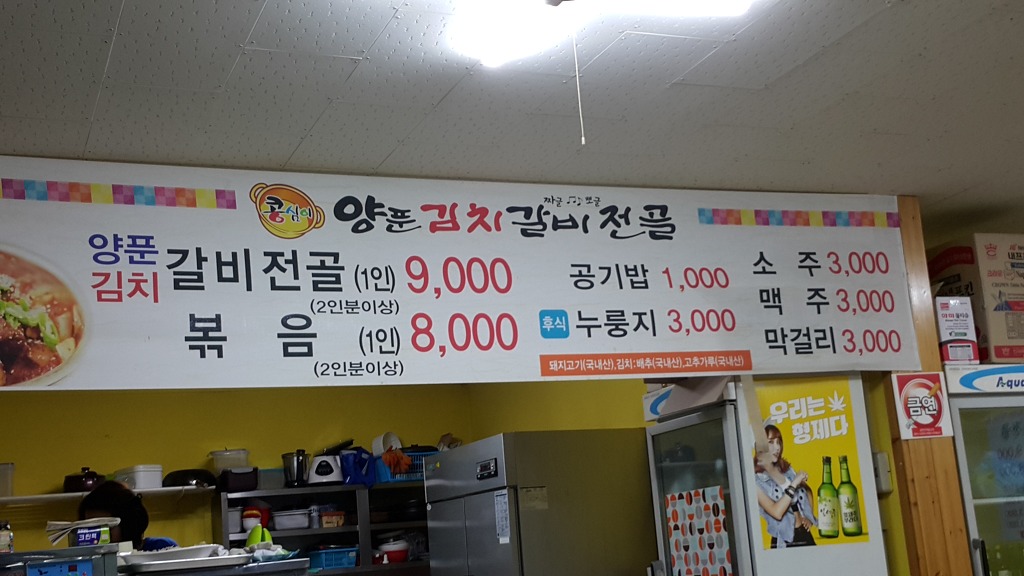 콩심이 양푼김치갈비전골
짜글 보글
양푼 김치 갈비전골 (1인) 9,000
(2인분이상)
볶음 (1인) 8,000
(2인분이상)
공기밥 1,000
후식 누룽지 3,000
돼지고기(국내산),김치:배추(국내산),고추가루(국내산)
소주 3,000
맥주 3,000
막걸리 3,000
우리는
형제다
금연
A-qua